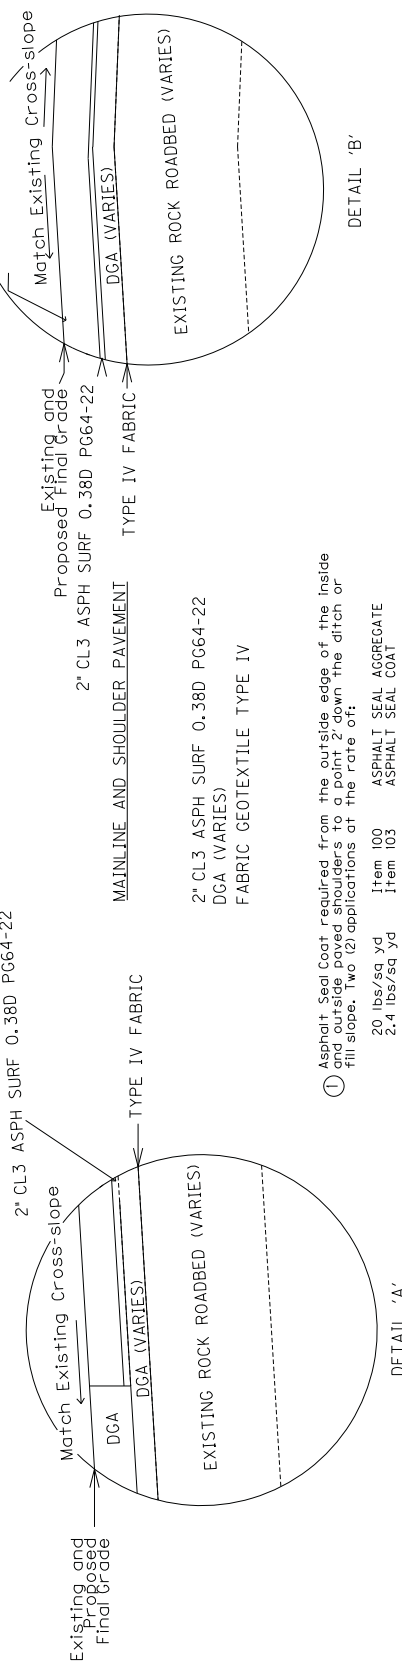 2" CL3 ASPH SURF 0.38D PG64-22
Match Existing Cross-slope
Existing and
Proposed
Final Grade
DGA
DGA (VARIES)
TYPE IV FABRIC
EXISTING ROCK ROADBED (VARIES)
DETAIL 'A'
MAINLINE AND SHOULDER PAVEMENT
2" CL3 ASPH SURF 0.38D PG64-22
DGA (VARIES)
FABRIC GEOTEXTILE TYPE IV
1 Asphalt Seal Coat required from the outside edge of the inside
and outside paved shoulders to a point 2' down the ditch or
fill slope. Two (2) applications at the rate of:
20 lbs/sq yd Item 100 ASPHALT SEAL AGGREGATE
2.4 lbs/sq yd Item 103 ASPHALT SEAL COAT
Match Existing Cross-slope
Existing and
Proposed Final Grade
2" CL3 ASPH SURF 0.38D PG64-22
TYPE IV FABRIC
DGA (VARIES)
EXISTING ROCK ROADBED (VARIES)
DETAIL 'B'